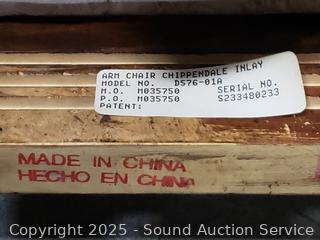 ARM CHAIR CHIPPENDALE INLAY
MODEL NO. D576-01A
M.O. M035750 SERIAL NO.
P.O. M035750 S233480233
PATENT:
MADE IN CHINA
HECHO EN CHINA
Copyright 2025 - Sound Auction Service